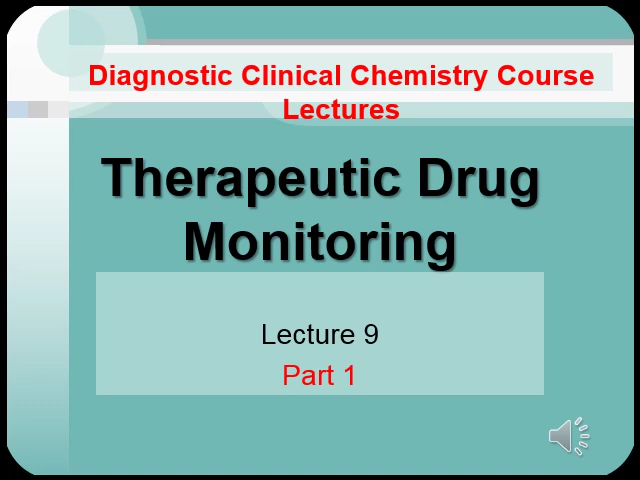 Diagnostic Clinical Chemistry Course
Lectures
Therapeutic Drug
Monitoring
Lecture 9
Part 1